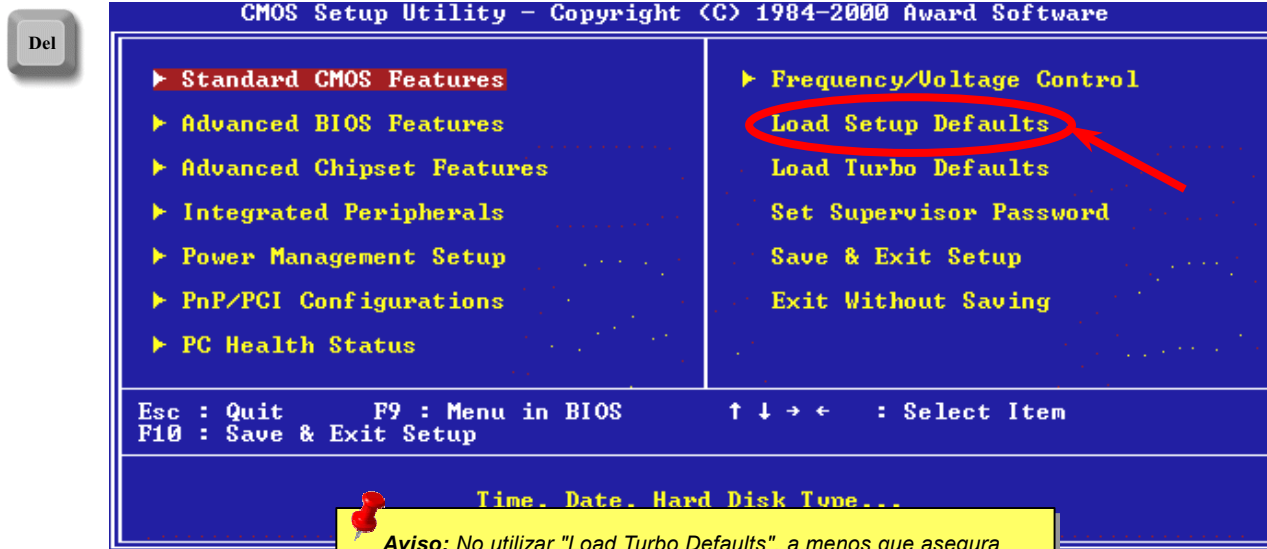 Del
CMOS Setup Utility - Copyright (C) 1984-2000 Award Software
Standard CMOS Features
Advanced BIOS Features
Advanced Chipset Features
Integrated Peripherals
Power Management Setup
PnP/PCI Configurations
PC Health Status
Frequency/Voltage Control
Load Setup Defaults
Load Turbo Defaults
Set Supervisor Password
Save & Exit Setup
Exit Without Saving
Esc : Quit F9 : Menu in BIOS ↑ ↓ → ← : Select Item
F10 : Save & Exit Setup
Time, Date, Hard Disk Type...
Aviso: No utilizar "Load Turbo Defaults", a menos que asegura